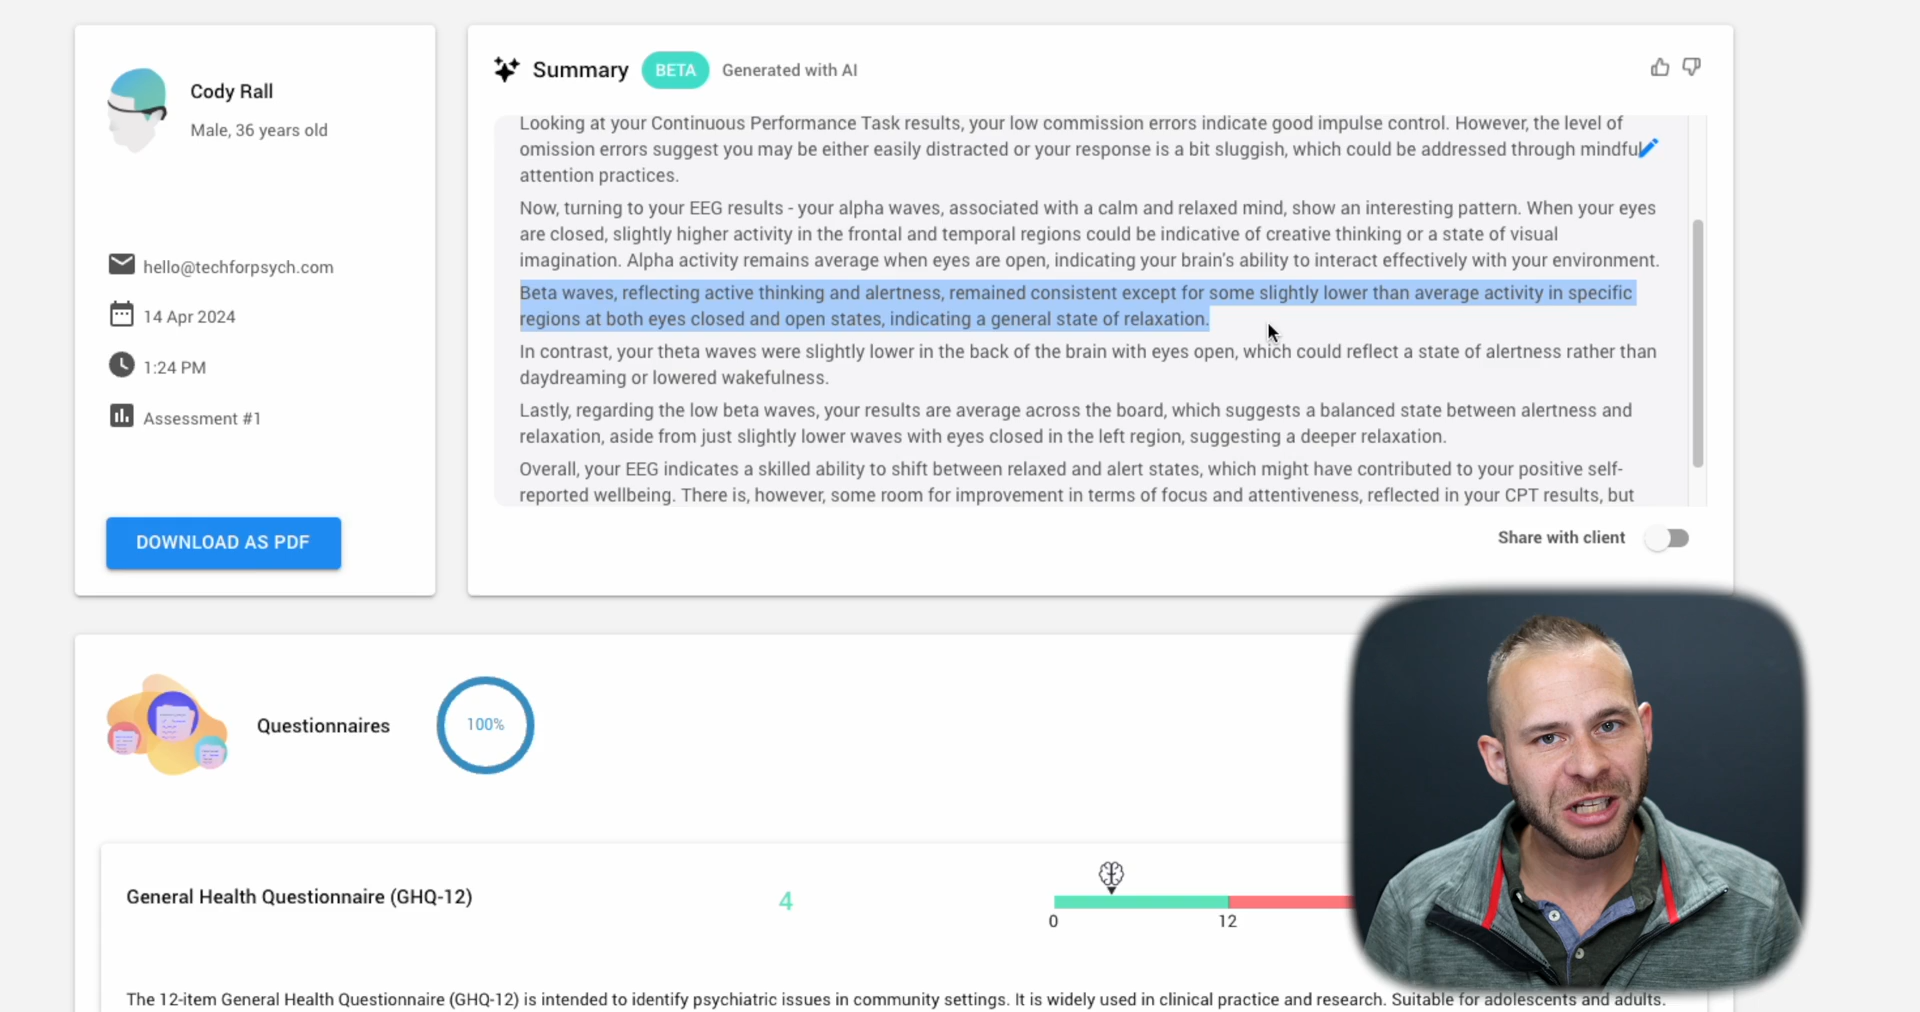 Cody Rall
Male, 36 years old
hello@techforpsych.com
14 Apr 2024
1:24 PM
Assessment #1
DOWNLOAD AS PDF
Summary BETA Generated with AI
Looking at your Continuous Performance Task results, your low commission errors indicate good impulse control. However, the level of
omission errors suggest you may be either easily distracted or your response is a bit sluggish, which could be addressed through mindful
attention practices.
Now, turning to your EEG results - your alpha waves, associated with a calm and relaxed mind, show an interesting pattern. When your eyes
are closed, slightly higher activity in the frontal and temporal regions could be indicative of creative thinking or a state of visual
imagination. Alpha activity remains average when eyes are open, indicating your brain's ability to interact effectively with your environment.
Beta waves, reflecting active thinking and alertness, remained consistent except for some slightly lower than average activity in specific
regions at both eyes closed and open states, indicating a general state of relaxation.
In contrast, your theta waves were slightly lower in the back of the brain with eyes open, which could reflect a state of alertness rather than
daydreaming or lowered wakefulness.
Lastly, regarding the low beta waves, your results are average across the board, which suggests a balanced state between alertness and
relaxation, aside from just slightly lower waves with eyes closed in the left region, suggesting a deeper relaxation.
Overall, your EEG indicates a skilled ability to shift between relaxed and alert states, which might have contributed to your positive self-
reported wellbeing. There is, however, some room for improvement in terms of focus and attentiveness, reflected in your CPT results, but
Share with client
Questionnaires
100%
General Health Questionnaire (GHQ-12)
4
0 12
The 12-item General Health Questionnaire (GHQ-12) is intended to identify psychiatric issues in community settings. It is widely used in clinical practice and research. Suitable for adolescents and adults.